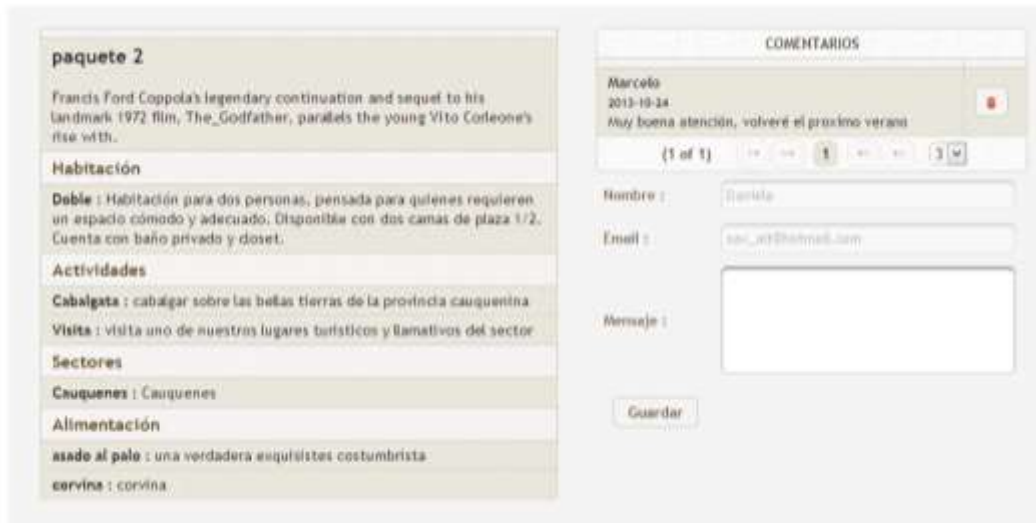 paquete 2
Francis Ford Coppola's legendary continuation and sequel to his
landmark 1972 film, The_Godfather, parallels the young Vito Corleone's
rise with.
Habitación
Doble : Habitación para dos personas, pensada para quienes requieren
un espacio cómodo y adecuado. Disponible con dos camas de plaza 1/2.
Cuenta con baño privado y closet.
Actividades
Cabalgata : cabalgar sobre las bellas tierras de la provincia cauquenina
Visita : visita uno de nuestros lugares turisticos y llamativos del sector
Sectores
Cauquenes : Cauquenes
Alimentación
asado al palo : una verdadera exquisistes costumbrista
corvina : corvina
COMENTARIOS
Marcelo
2013-10-24
Muy buena atención, volveré el proximo verano
(1 of 1) 1 3
Nombre : Daniela
Email :
Mensaje :
Guardar